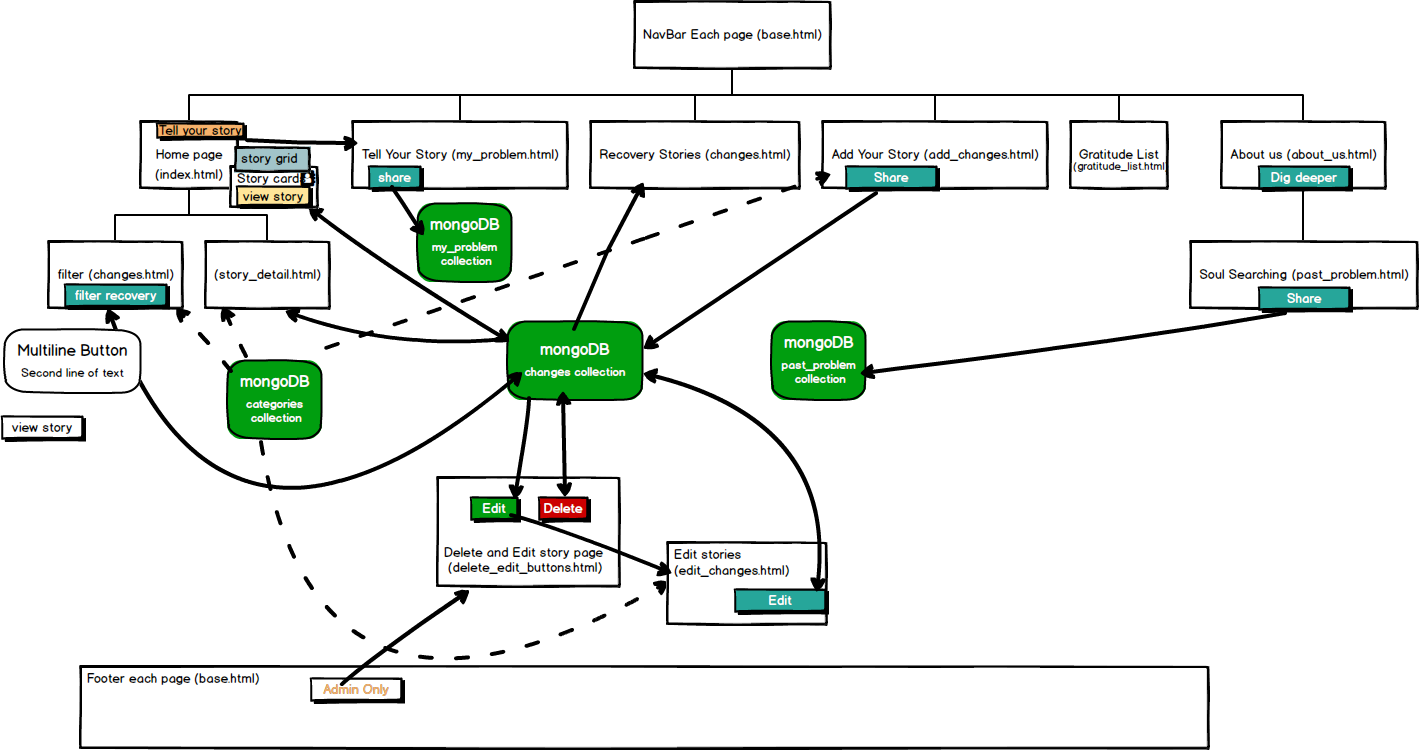 NavBar Each page (base.html)
Tell your story
Home page
(index.html)
story grid
Story cards
view story
Tell Your Story (my_problem.html)
share
Recovery Stories (changes.html)
Add Your Story (add_changes.html)
Share
Gratitude List
(gratitude_list.html)
About us (about_us.html)
Dig deeper
mongoDB
my_problem
collection
filter (changes.html)
filter recovery
(story_detail.html)
Soul Searching (past_problem.html)
Share
Multiline Button
Second line of text
mongoDB
categories
collection
mongoDB
changes collection
mongoDB
past_problem
collection
view story
Edit
Delete
Delete and Edit story page
(delete_edit_buttons.html)
Edit stories
(edit_changes.html)
Edit
Footer each page (base.html)
Admin Only